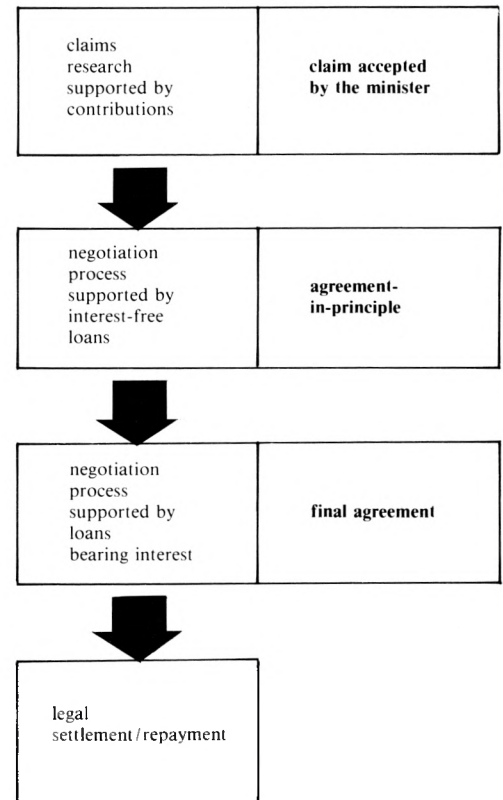 claims
research
supported by
contributions
claim accepted
by the minister
negotiation
process
supported by
interest-free
loans
agreement-
in-principle
negotiation
process
supported by
loans
bearing interest
final agreement
legal
settlement/repayment